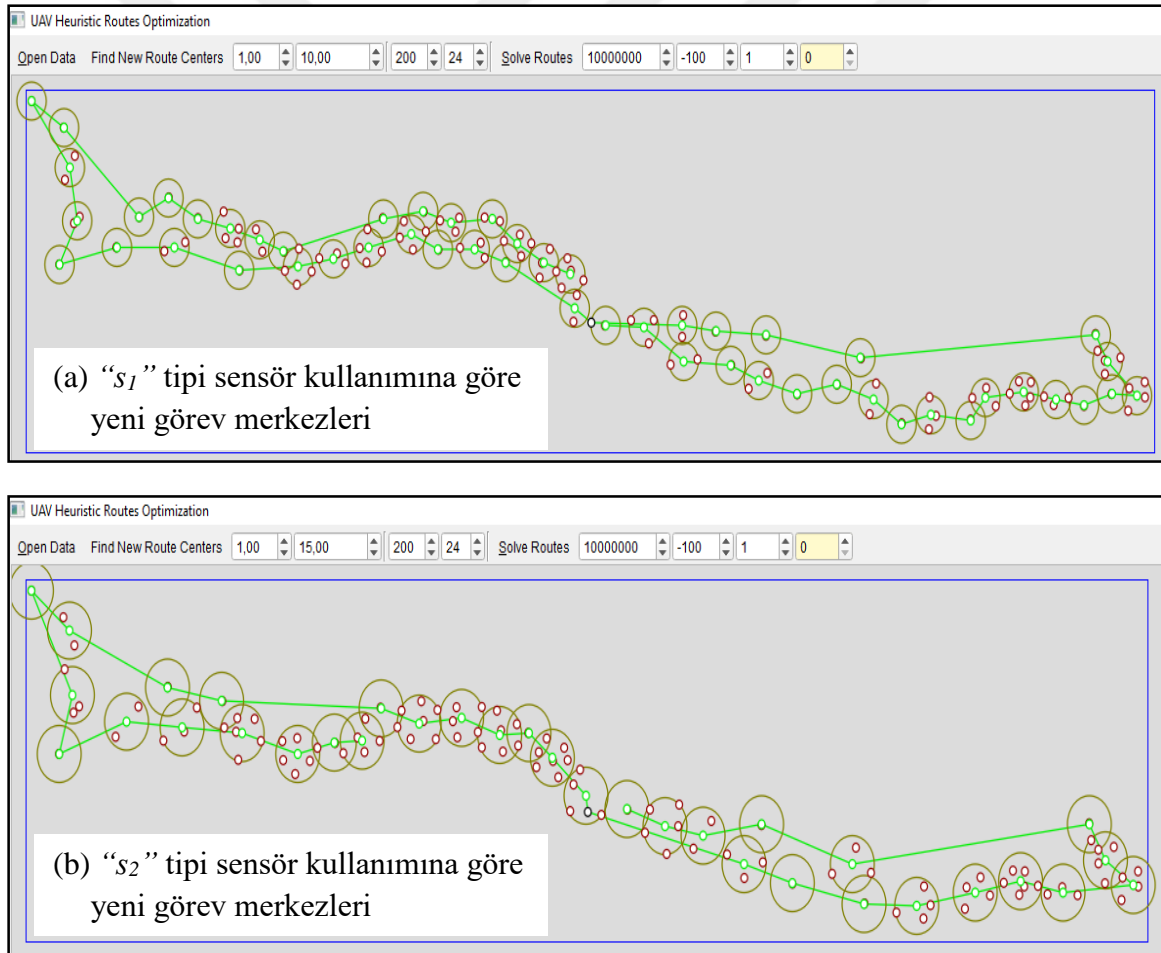 UAV Heuristic Routes Optimization
Open Data Find New Route Centers 1,00 10,00 200 24 Solve Routes 10000000 -100 1 0
(a) “s1” tipi sensör kullanımına göre
yeni görev merkezleri
UAV Heuristic Routes Optimization
Open Data Find New Route Centers 1,00 15,00 200 24 Solve Routes 10000000 -100 1 0
(b) “s2” tipi sensör kullanımına göre
yeni görev merkezleri